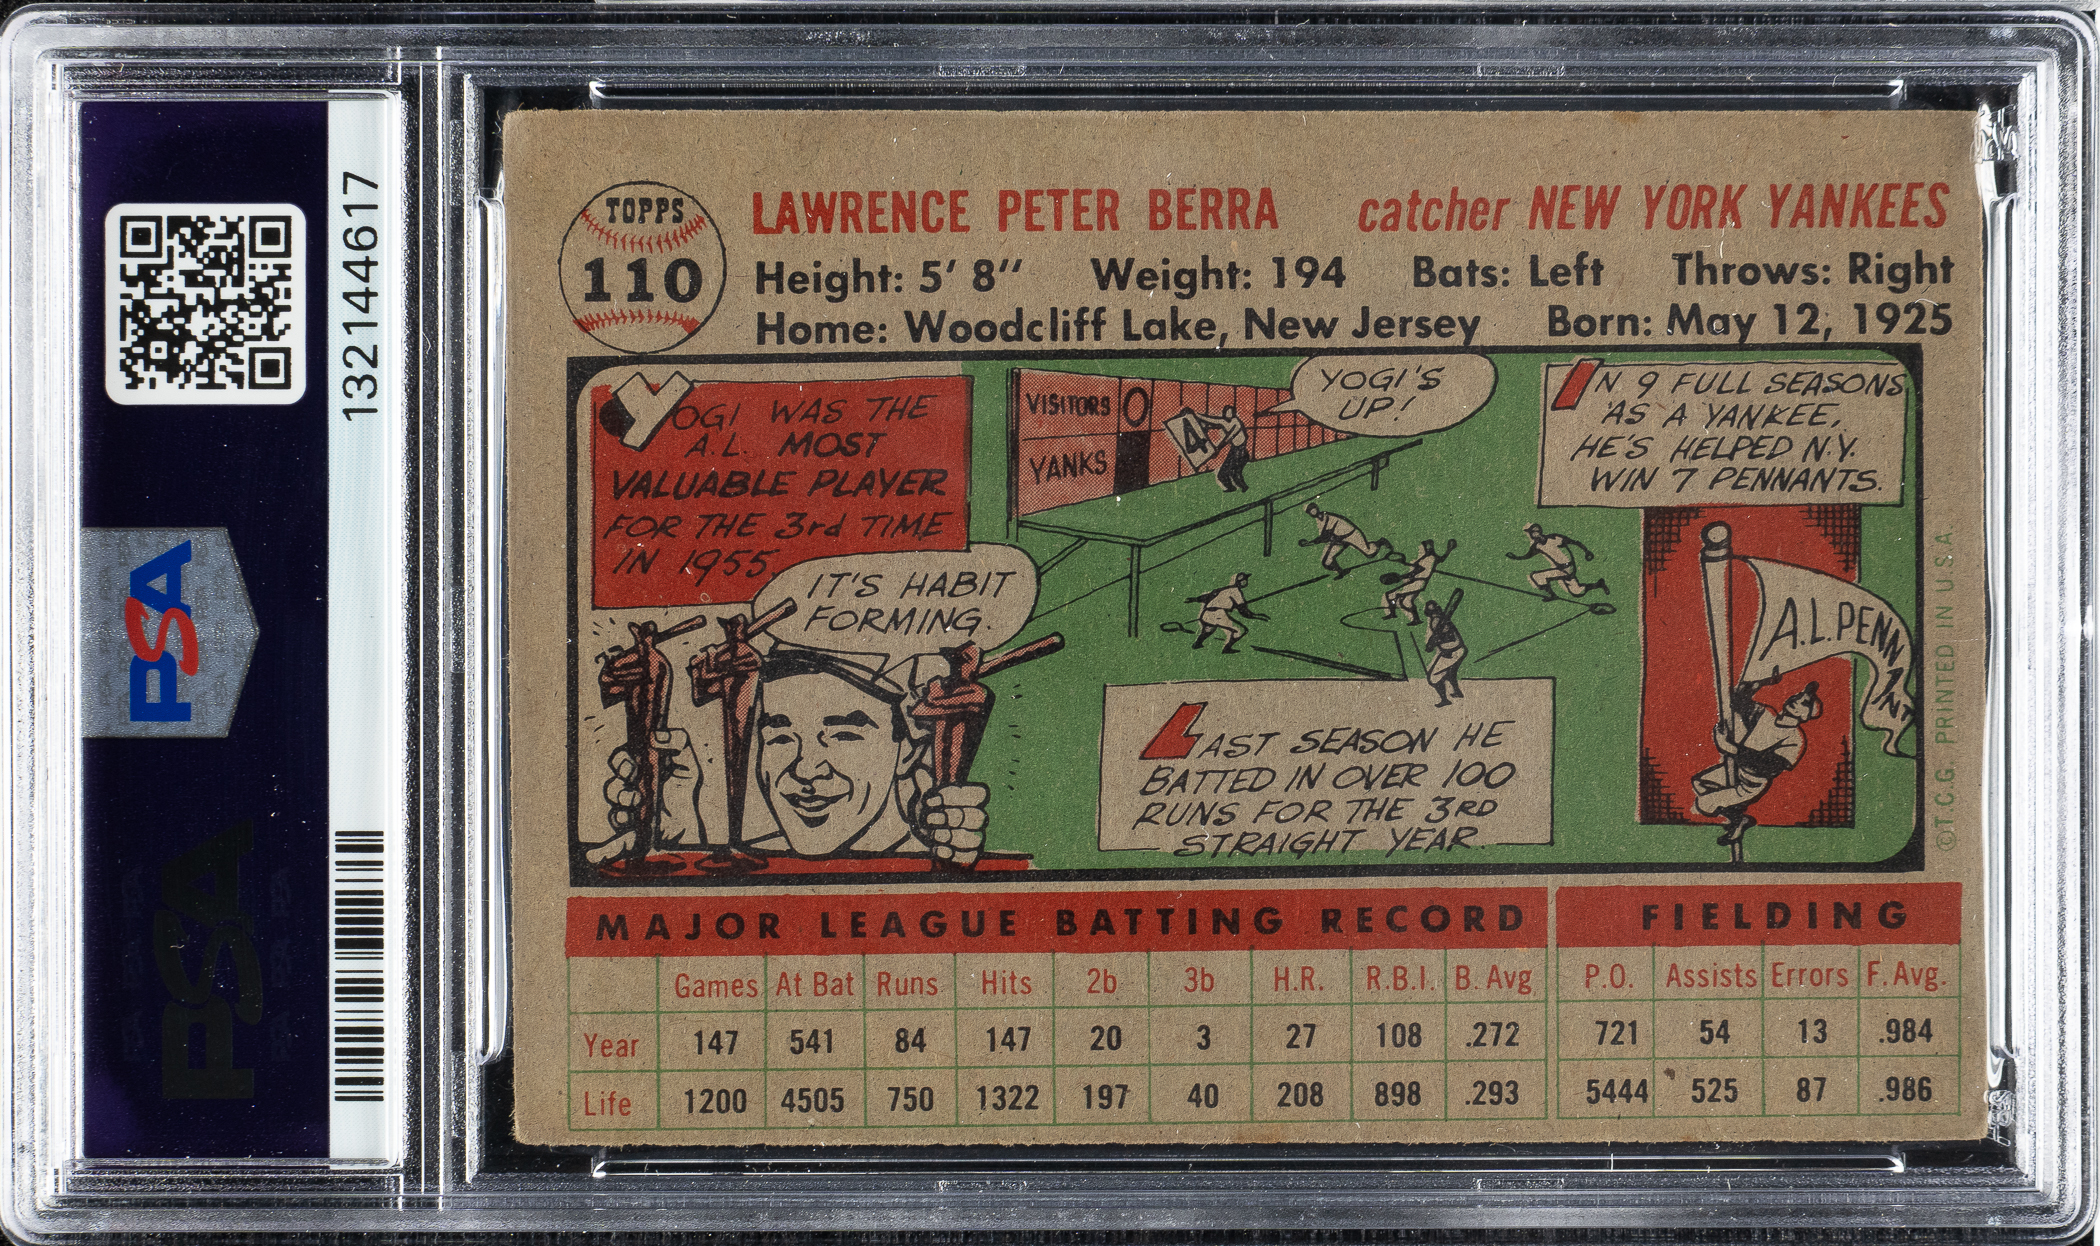 132144617
PSA
PSA
TOPPS
110
LAWRENCE PETER BERRA catcher NEW YORK YANKEES
Height: 5' 8" Weight: 194 Bats: Left Throws: Right
Home: Woodcliff Lake, New Jersey Born: May 12, 1925
YOGI WAS THE
A.L. MOST
VALUABLE PLAYER
FOR THE 3rd TIME
IN 1955.
IT'S HABIT
FORMING.
VISITORS 0
YANKS
4
YOGI'S
UP!
LAST SEASON HE
BATTED IN OVER 100
RUNS FOR THE 3RD
STRAIGHT YEAR.
IN 9 FULL SEASONS
AS A YANKEE,
HE'S HELPED N.Y.
WIN 7 PENNANTS.
A.L. PENNANT
©T.C.G. PRINTED IN U.S.A.
MAJOR LEAGUE BATTING RECORD FIELDING
Games At Bat Runs Hits 2b 3b H.R. R.B.I. B. Avg P.O. Assists Errors F. Avg.
Year 147 541 84 147 20 3 27 108 .272 721 54 13 .984
Life 1200 4505 750 1322 197 40 208 898 .293 5444 525 87 .986